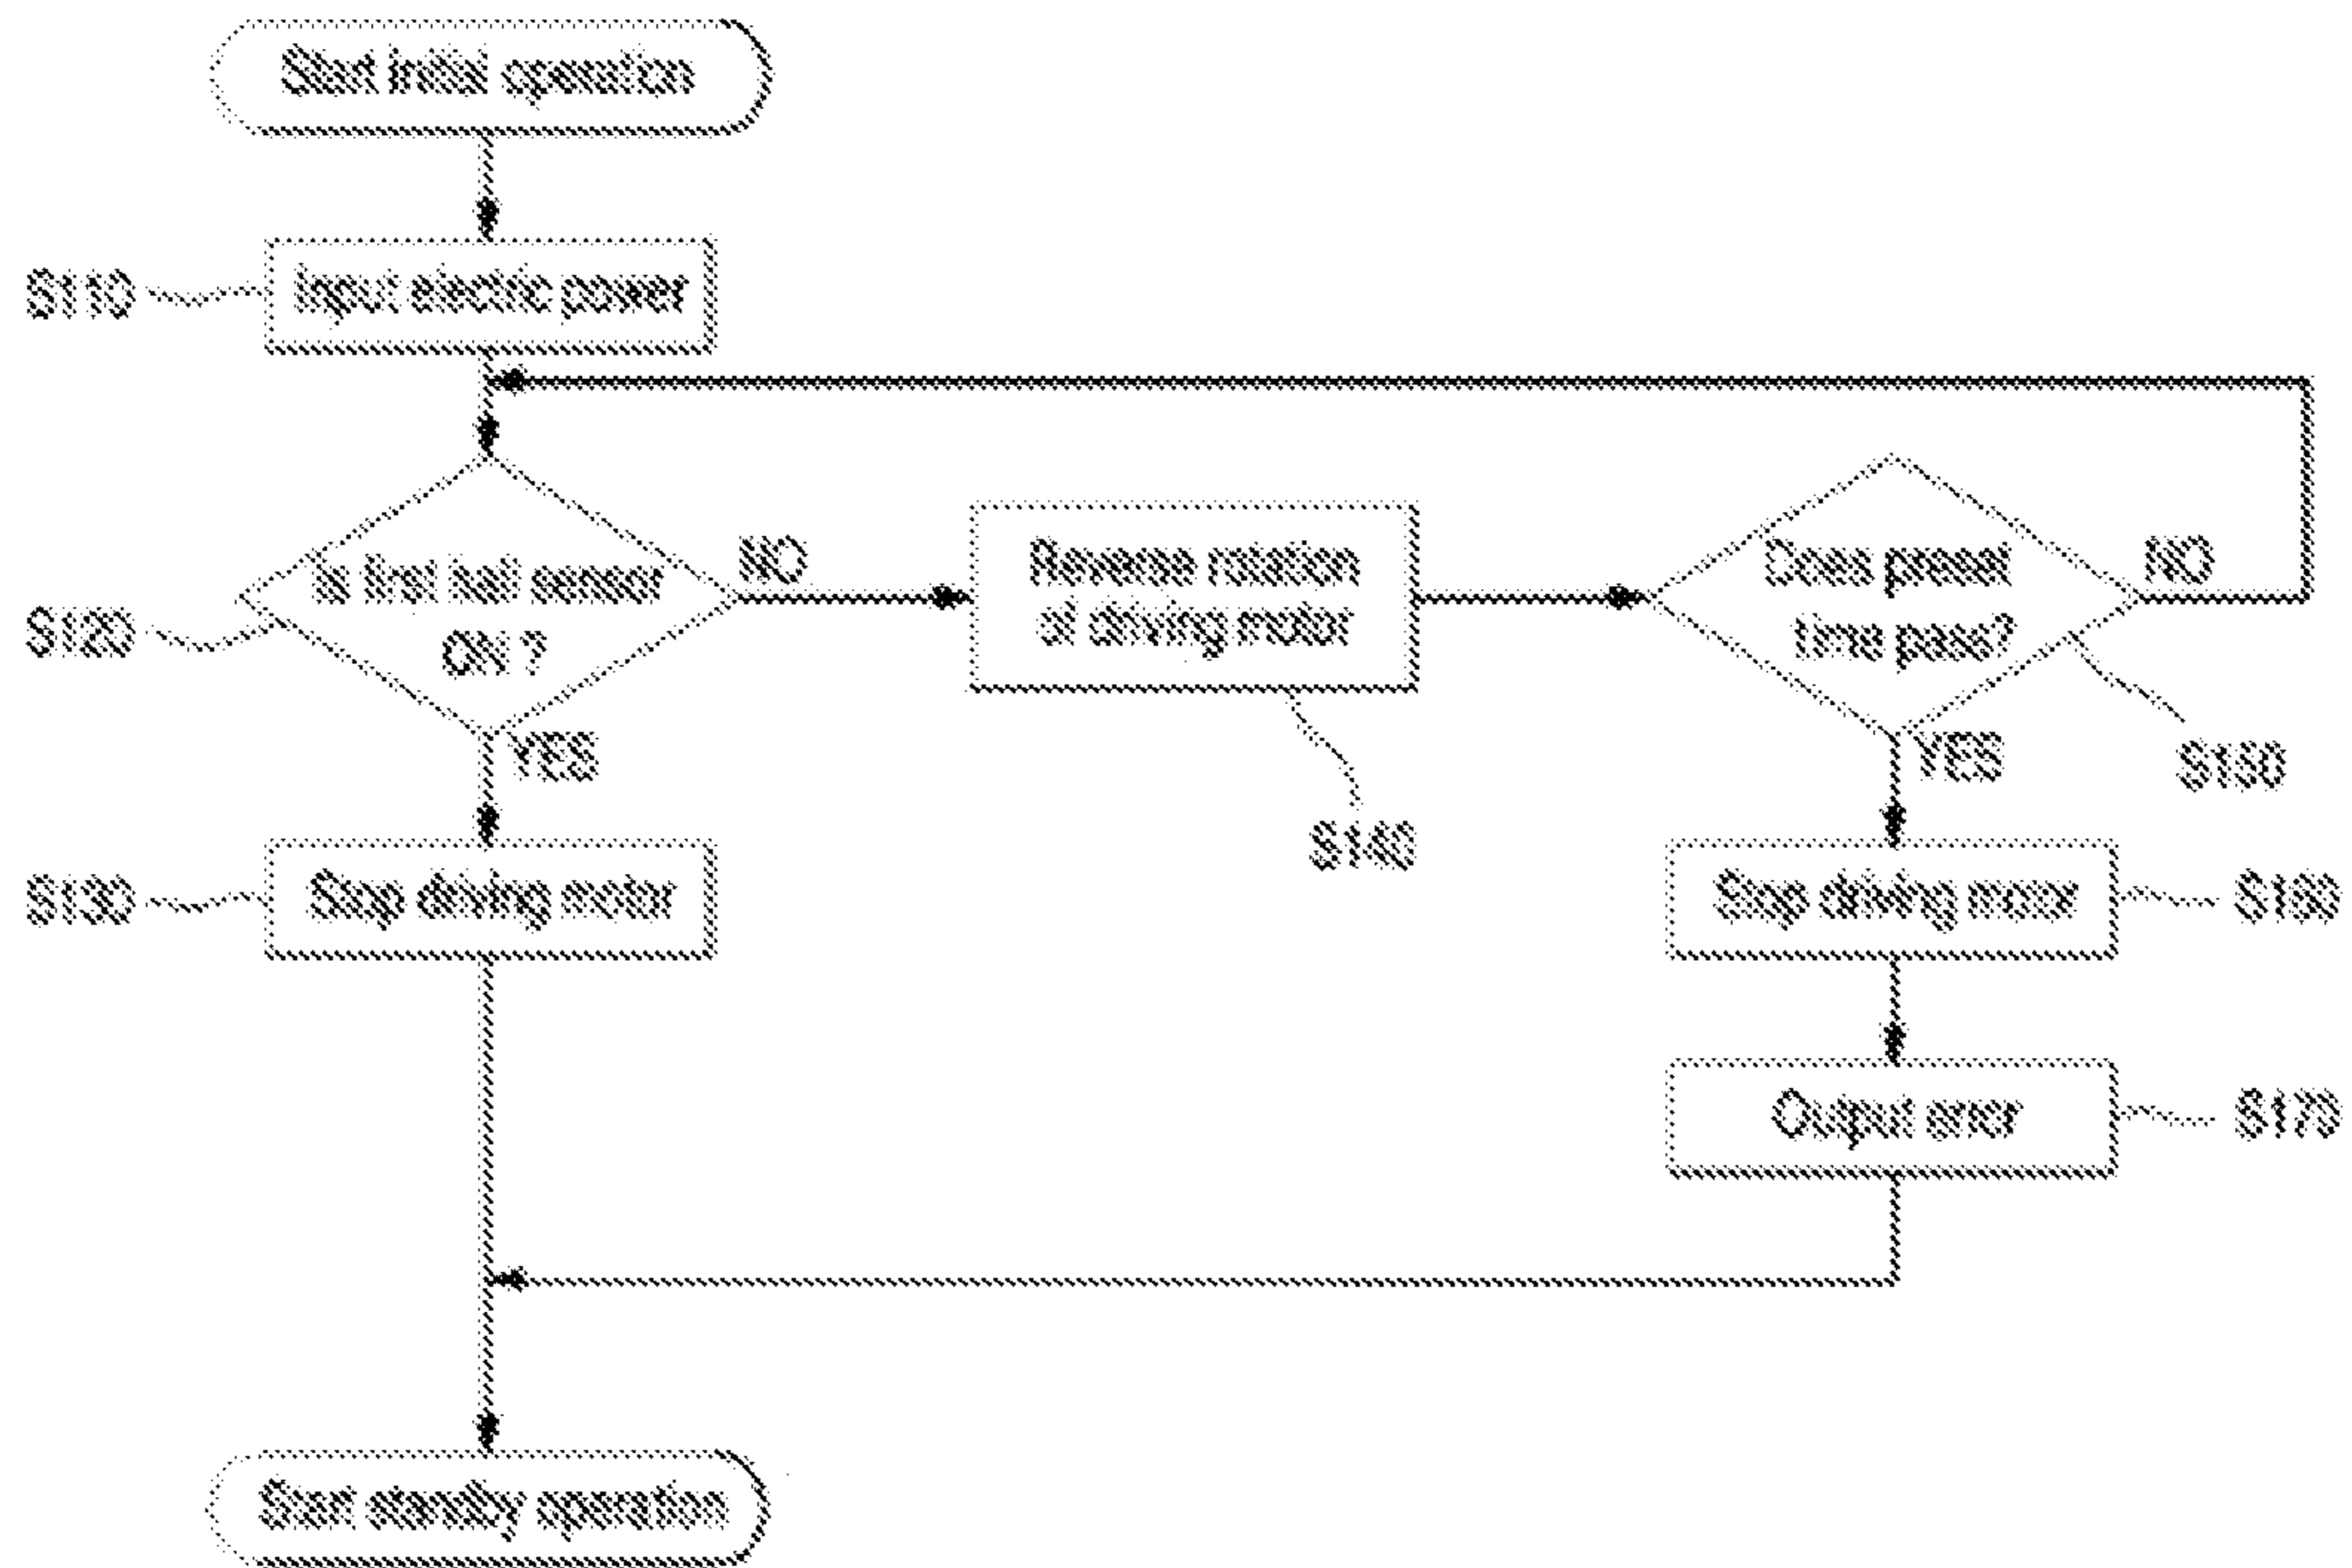 Start initial operation
S110
Input electric power
S120
Is first hall sensor
ON ?
NO
YES
Reverse rotation
of driving motor
S140
Does preset
time pass?
NO
YES
S150
S130
Stop driving motor
Stop driving motor
S160
Output error
S170
Start standby operation